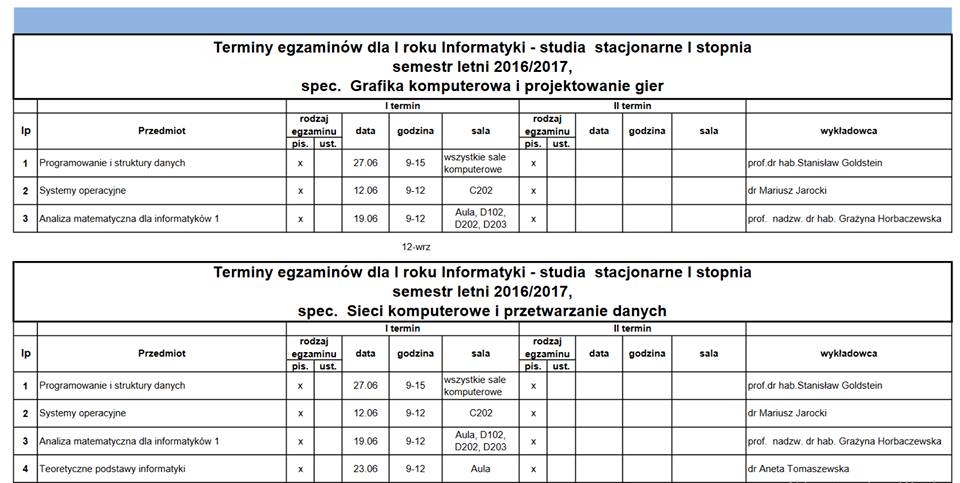 Terminy egzaminów dla I roku Informatyki - studia stacjonarne I stopnia
semestr letni 2016/2017,
spec. Grafika komputerowa i projektowanie gier
I termin II termin
lp Przedmiot rodzaj egzaminu data godzina sala rodzaj egzaminu data godzina sala wykładowca
pis. ust. pis. ust.
1 Programowanie i struktury danych x 27.06 9-15 wszystkie sale komputerowe x prof.dr hab.Stanisław Goldstein
2 Systemy operacyjne x 12.06 9-12 C202 x dr Mariusz Jarocki
3 Analiza matematyczna dla informatyków 1 x 19.06 9-12 Aula, D102, D202, D203 x prof. nadzw. dr hab. Grażyna Horbaczewska
12-wrz
Terminy egzaminów dla I roku Informatyki - studia stacjonarne I stopnia
semestr letni 2016/2017,
spec. Sieci komputerowe i przetwarzanie danych
I termin II termin
lp Przedmiot rodzaj egzaminu data godzina sala rodzaj egzaminu data godzina sala wykładowca
pis. ust. pis. ust.
1 Programowanie i struktury danych x 27.06 9-15 wszystkie sale komputerowe x prof.dr hab.Stanisław Goldstein
2 Systemy operacyjne x 12.06 9-12 C202 x dr Mariusz Jarocki
3 Analiza matematyczna dla informatyków 1 x 19.06 9-12 Aula, D102, D202, D203 x prof. nadzw. dr hab. Grażyna Horbaczewska
4 Teoretyczne podstawy informatyki x 23.06 9-12 Aula x dr Aneta Tomaszewska